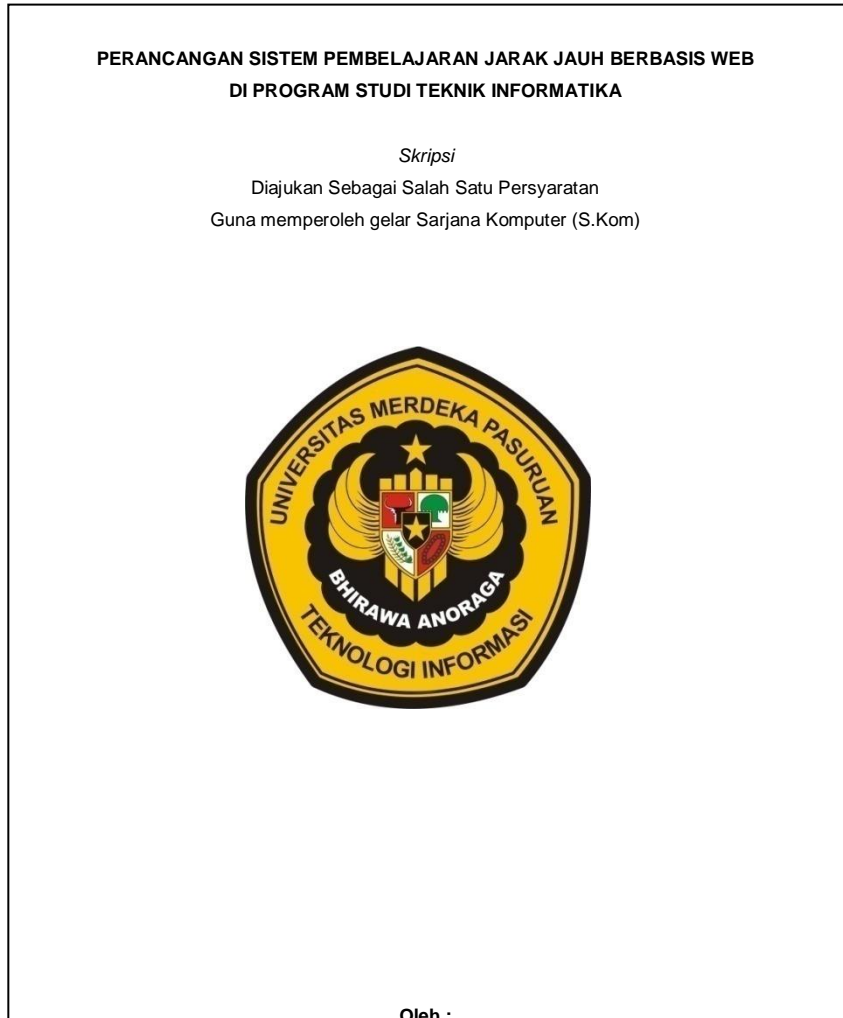 PERANCANGAN SISTEM PEMBELAJARAN JARAK JAUH BERBASIS WEB
DI PROGRAM STUDI TEKNIK INFORMATIKA
Skripsi
Diajukan Sebagai Salah Satu Persyaratan
Guna memperoleh gelar Sarjana Komputer (S.Kom)
UNIVERSITAS MERDEKA PASURUAN
BHIRAWA ANORAGA
TEKNOLOGI INFORMASI
Oleh :